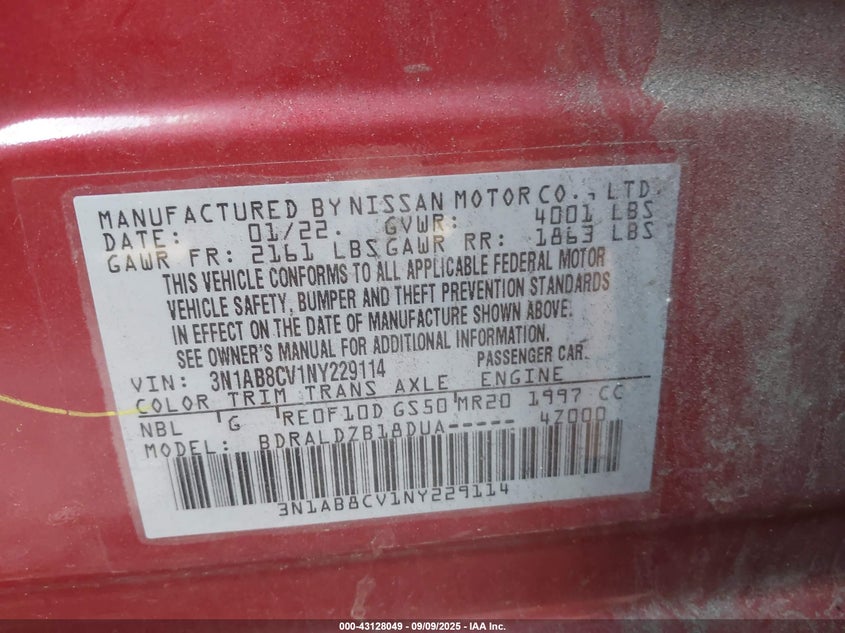 MANUFACTURED BY NISSAN MOTOR CO., LTD.
DATE: 01/22. GVWR: 4001 LBS
GAWR FR: 2161 LBS GAWR RR: 1863 LBS
THIS VEHICLE CONFORMS TO ALL APPLICABLE FEDERAL MOTOR
VEHICLE SAFETY, BUMPER AND THEFT PREVENTION STANDARDS
IN EFFECT ON THE DATE OF MANUFACTURE SHOWN ABOVE.
SEE OWNER'S MANUAL FOR ADDITIONAL INFORMATION.
VIN: 3N1AB8CV1NY229114 PASSENGER CAR
COLOR TRIM TRANS AXLE ENGINE
NBL G RE0F10D GS50 MR20 1997 CC
MODEL: BDRALDZB18DUA----- 4Z000
3N1AB8CV1NY229114
000-43128049 - 09/09/2025 - IAA Inc.